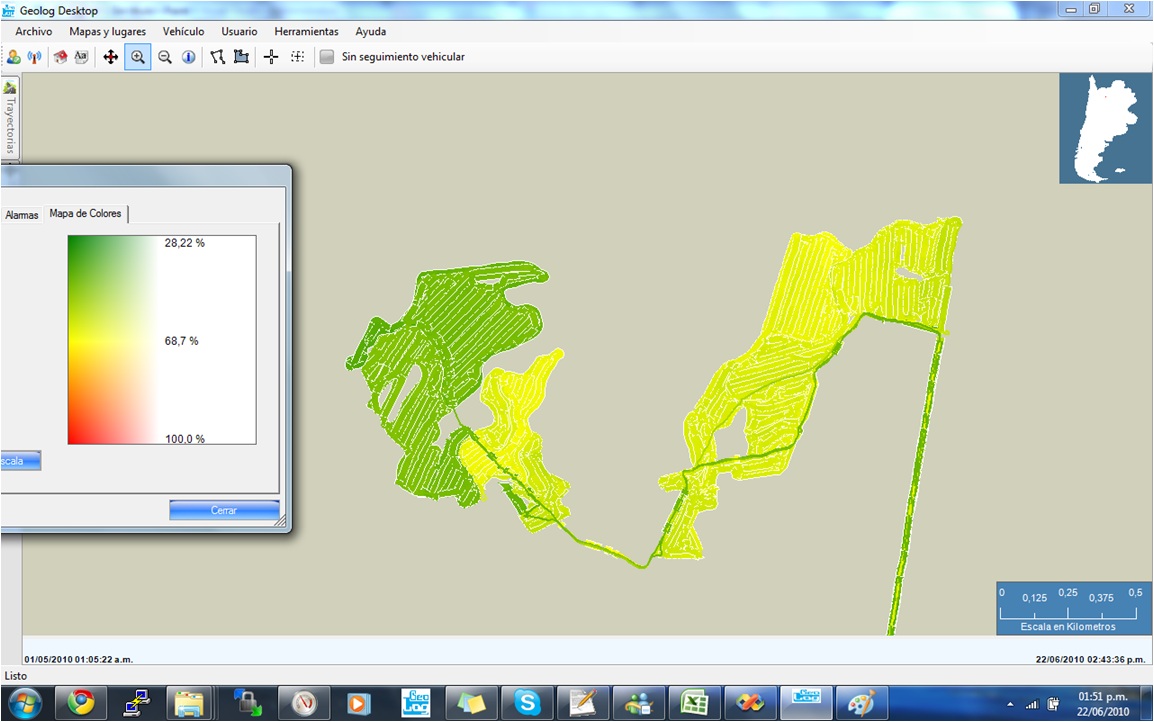 Geolog Desktop
Archivo Mapas y lugares Vehículo Usuario Herramientas Ayuda
Sin seguimiento vehicular
Trayectorias
Alarmas Mapa de Colores
28,22 %
68,7 %
100,0 %
scala
Cerrar
0 0,125 0,25 0,375 0,5
Escala en Kilometros
01/05/2010 01:05:22 a.m. 22/06/2010 02:43:36 p.m.
Listo
GEO
LOG
01:51 p.m.
22/06/2010